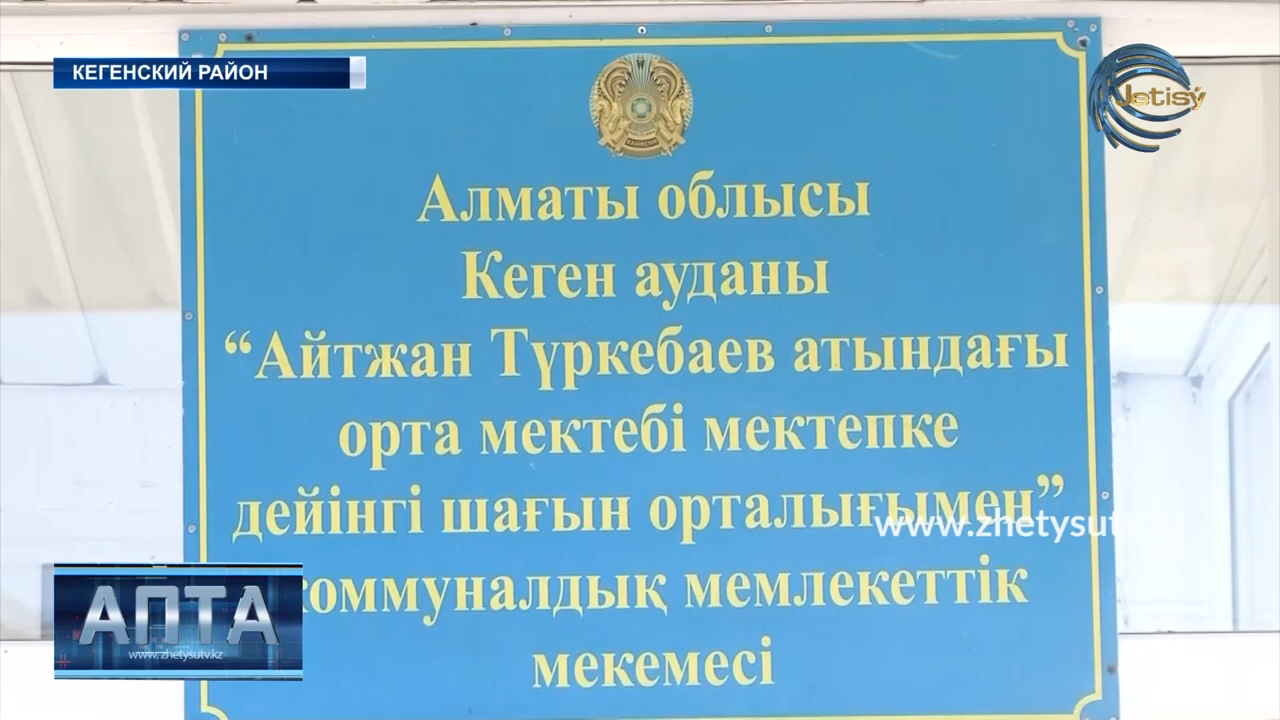 КЕГЕНСКИЙ РАЙОН
Jetisý
ҚАЗАҚСТАН
Алматы облысы
Кеген ауданы
“Айтжан Түркебаев атындағы
орта мектебі мектепке
дейінгі шағын орталығымен”
www.zhetysutv
коммуналдық мемлекеттік
мекемесі
АПТА
www.zhetysutv.kz